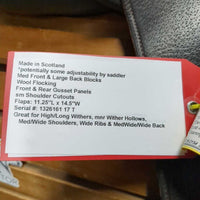 Made in Scotland
*potentially some adjustability by saddler
Med Front & Large Back Blocks
Wool Flocking
Front & Rear Gusset Panels
sm Shoulder Cutouts
Flaps: 11.25"L x 14.5"W
Serial #: 1326161 17 T
Great for High/Long Withers, mnr Wither Hollows,
Med/Wide Shoulders, Wide Ribs & MedWide/Wide Back